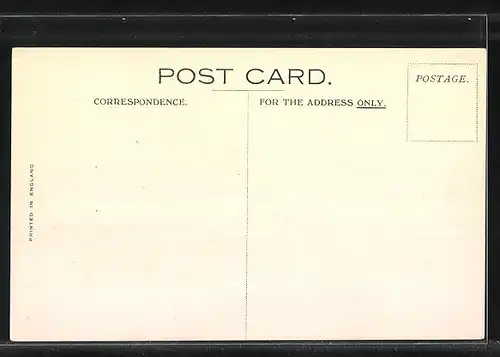 POST CARD.
POSTAGE.
CORRESPONDENCE.
FOR THE ADDRESS ONLY.
PRINTED IN ENGLAND